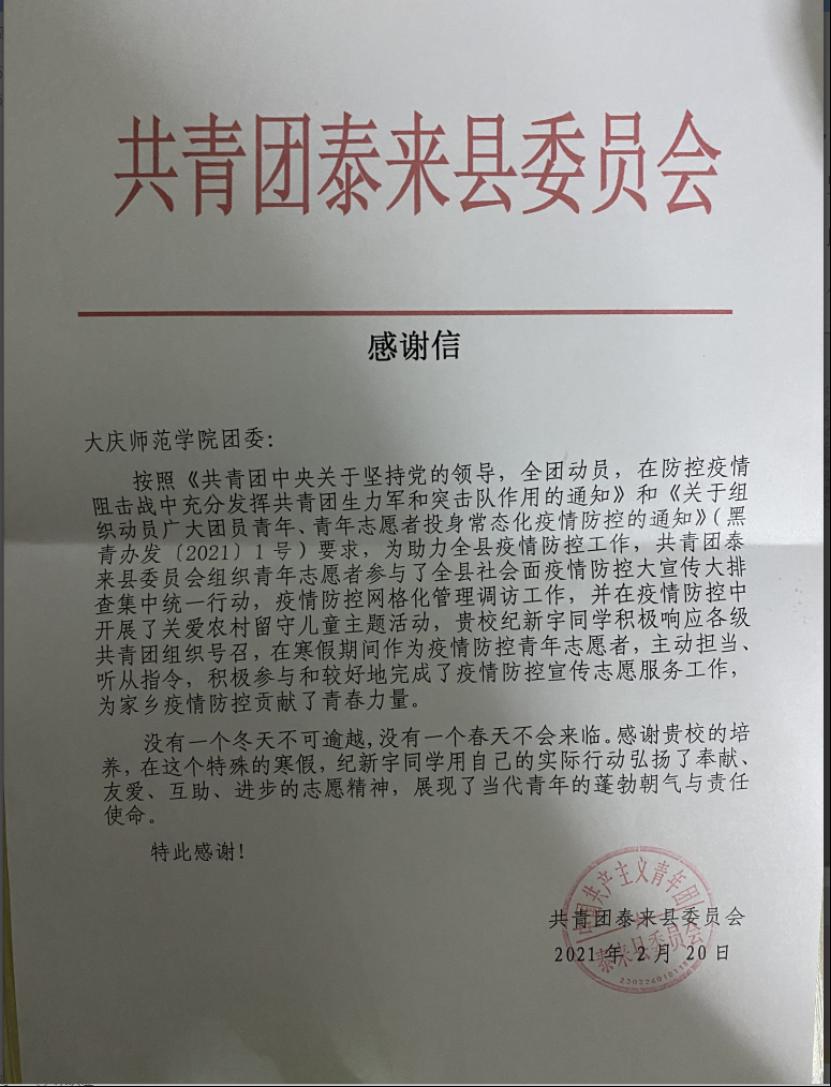 共青团泰来县委员会
感谢信
大庆师范学院团委：
按照《共青团中央关于坚持党的领导，全团动员，在防控疫情
阻击战中充分发挥共青团生力军和突击队作用的通知》和《关于组
织动员广大团员青年、青年志愿者投身常态化疫情防控的通知》（黑
青办发〔2021〕1号）要求，为助力全县疫情防控工作，共青团泰
来县委员会组织青年志愿者参与了全县社会面疫情防控大宣传大排
查集中统一行动，疫情防控网格化管理调访工作，并在疫情防控中
开展了关爱农村留守儿童主题活动，贵校纪新宇同学积极响应各级
共青团组织号召，在寒假期间作为疫情防控青年志愿者，主动担当、
听从指令，积极参与和较好地完成了疫情防控宣传志愿服务工作，
为家乡疫情防控贡献了青春力量。
没有一个冬天不可逾越，没有一个春天不会来临。感谢贵校的培
养，在这个特殊的寒假，纪新宇同学用自己的实际行动弘扬了奉献、
友爱、互助、进步的志愿精神，展现了当代青年的蓬勃朝气与责任
使命。
特此感谢！
中国共产主义青年团
泰来县委员会
共青团泰来县委员会
2021年2月20日